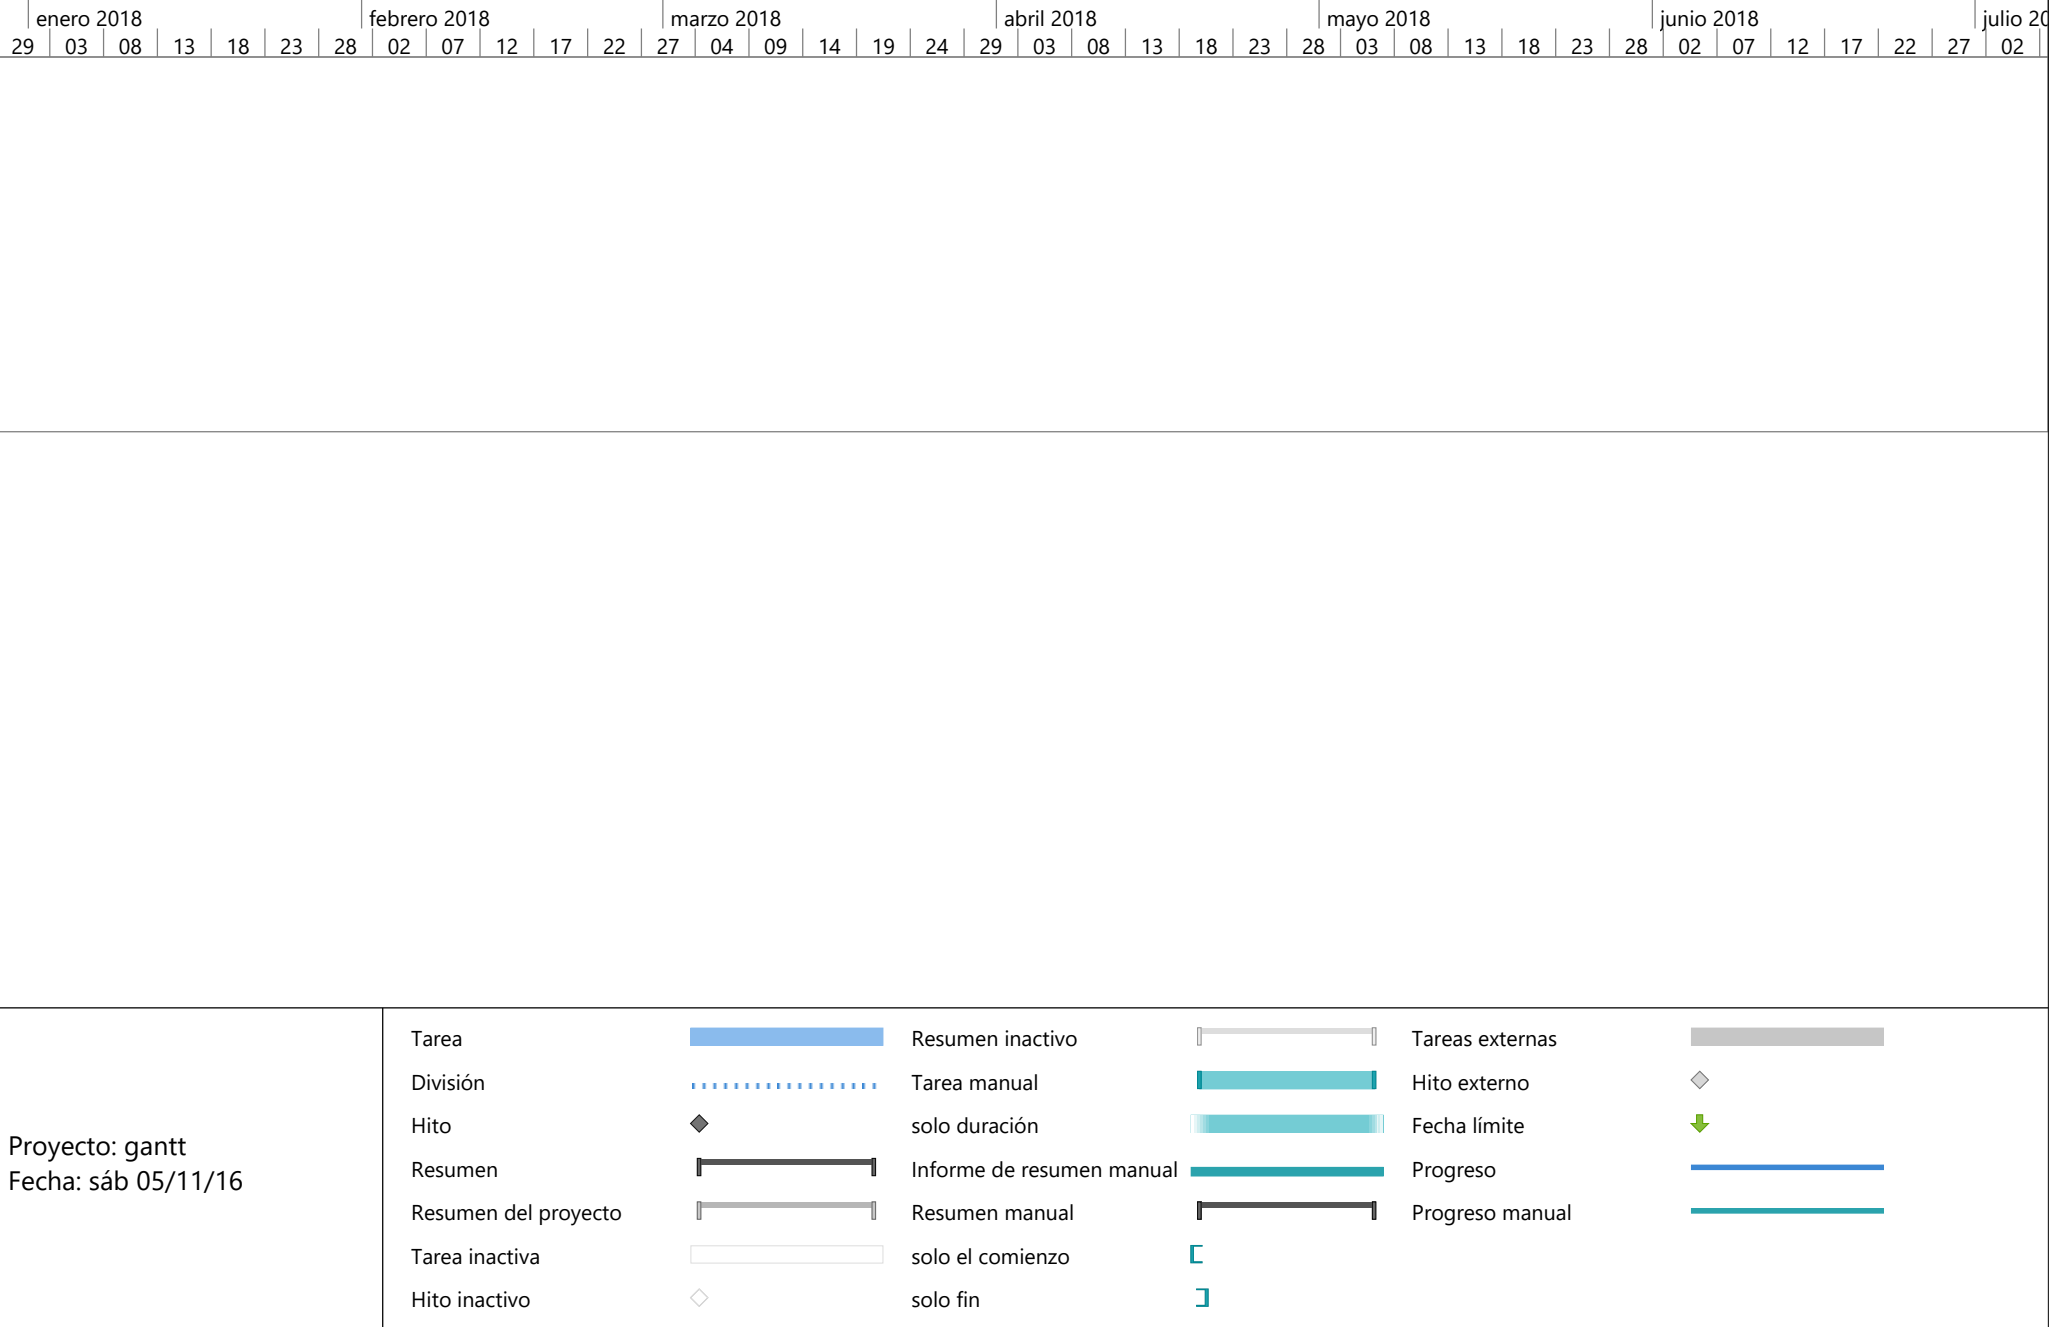 enero 2018 febrero 2018 marzo 2018 abril 2018 mayo 2018 junio 2018 julio 20
29 03 08 13 18 23 28 02 07 12 17 22 27 04 09 14 19 24 29 03 08 13 18 23 28 03 08 13 18 23 28 02 07 12 17 22 27 02
Proyecto: gantt
Fecha: sáb 05/11/16
Tarea
División
Hito
Resumen
Resumen del proyecto
Tarea inactiva
Hito inactivo
Resumen inactivo
Tarea manual
solo duración
Informe de resumen manual
Resumen manual
solo el comienzo
solo fin
Tareas externas
Hito externo
Fecha límite
Progreso
Progreso manual